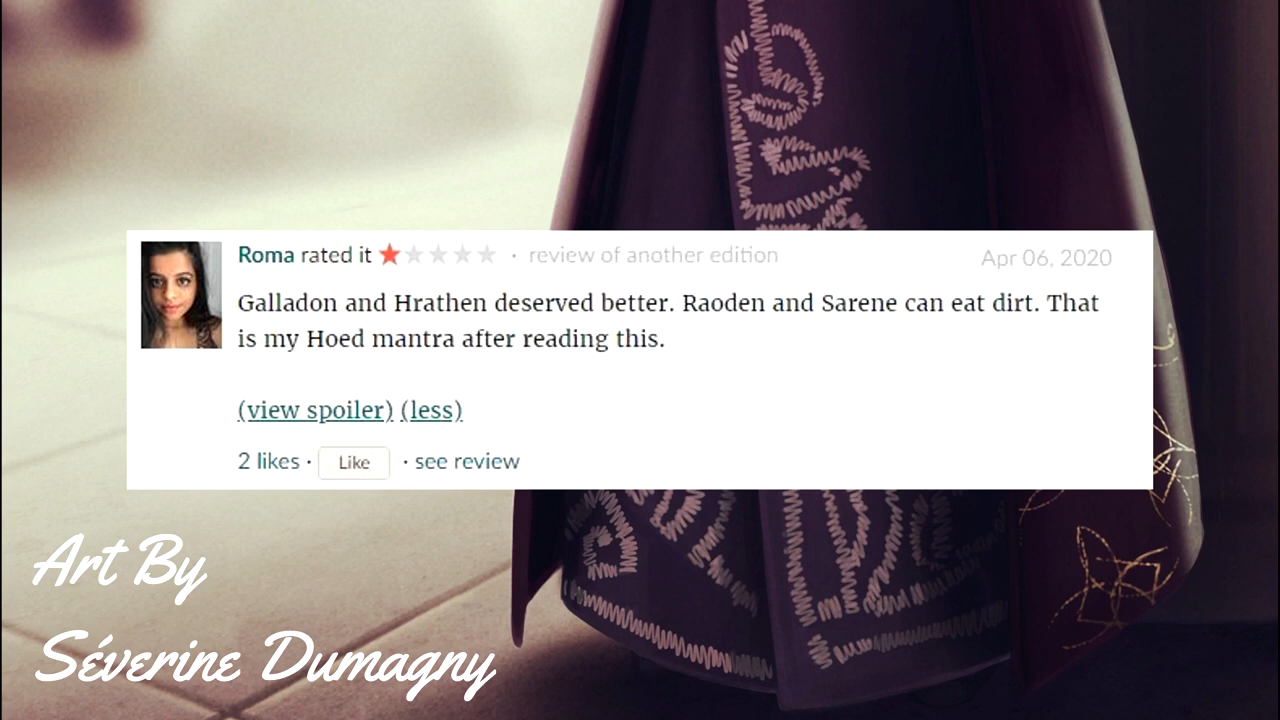 Roma rated it · review of another edition Apr 06, 2020
Galladon and Hrathen deserved better. Raoden and Sarene can eat dirt. That
is my Hoed mantra after reading this.
(view spoiler) (less)
2 likes · Like · see review
Art By
Séverine Dumagny